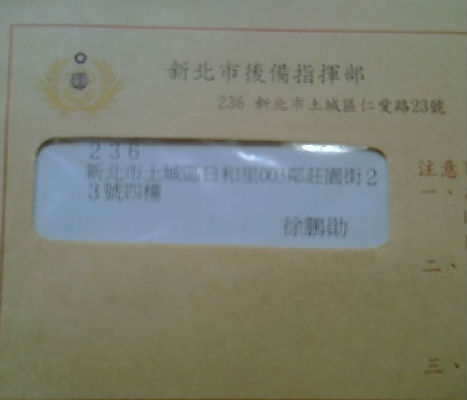 新北市後備指揮部
236 新北市土城區仁愛路23號
236
新北市土城區日和里003鄰莊園街2
3號四樓
徐鵬勛
注意
一、
二、
三、